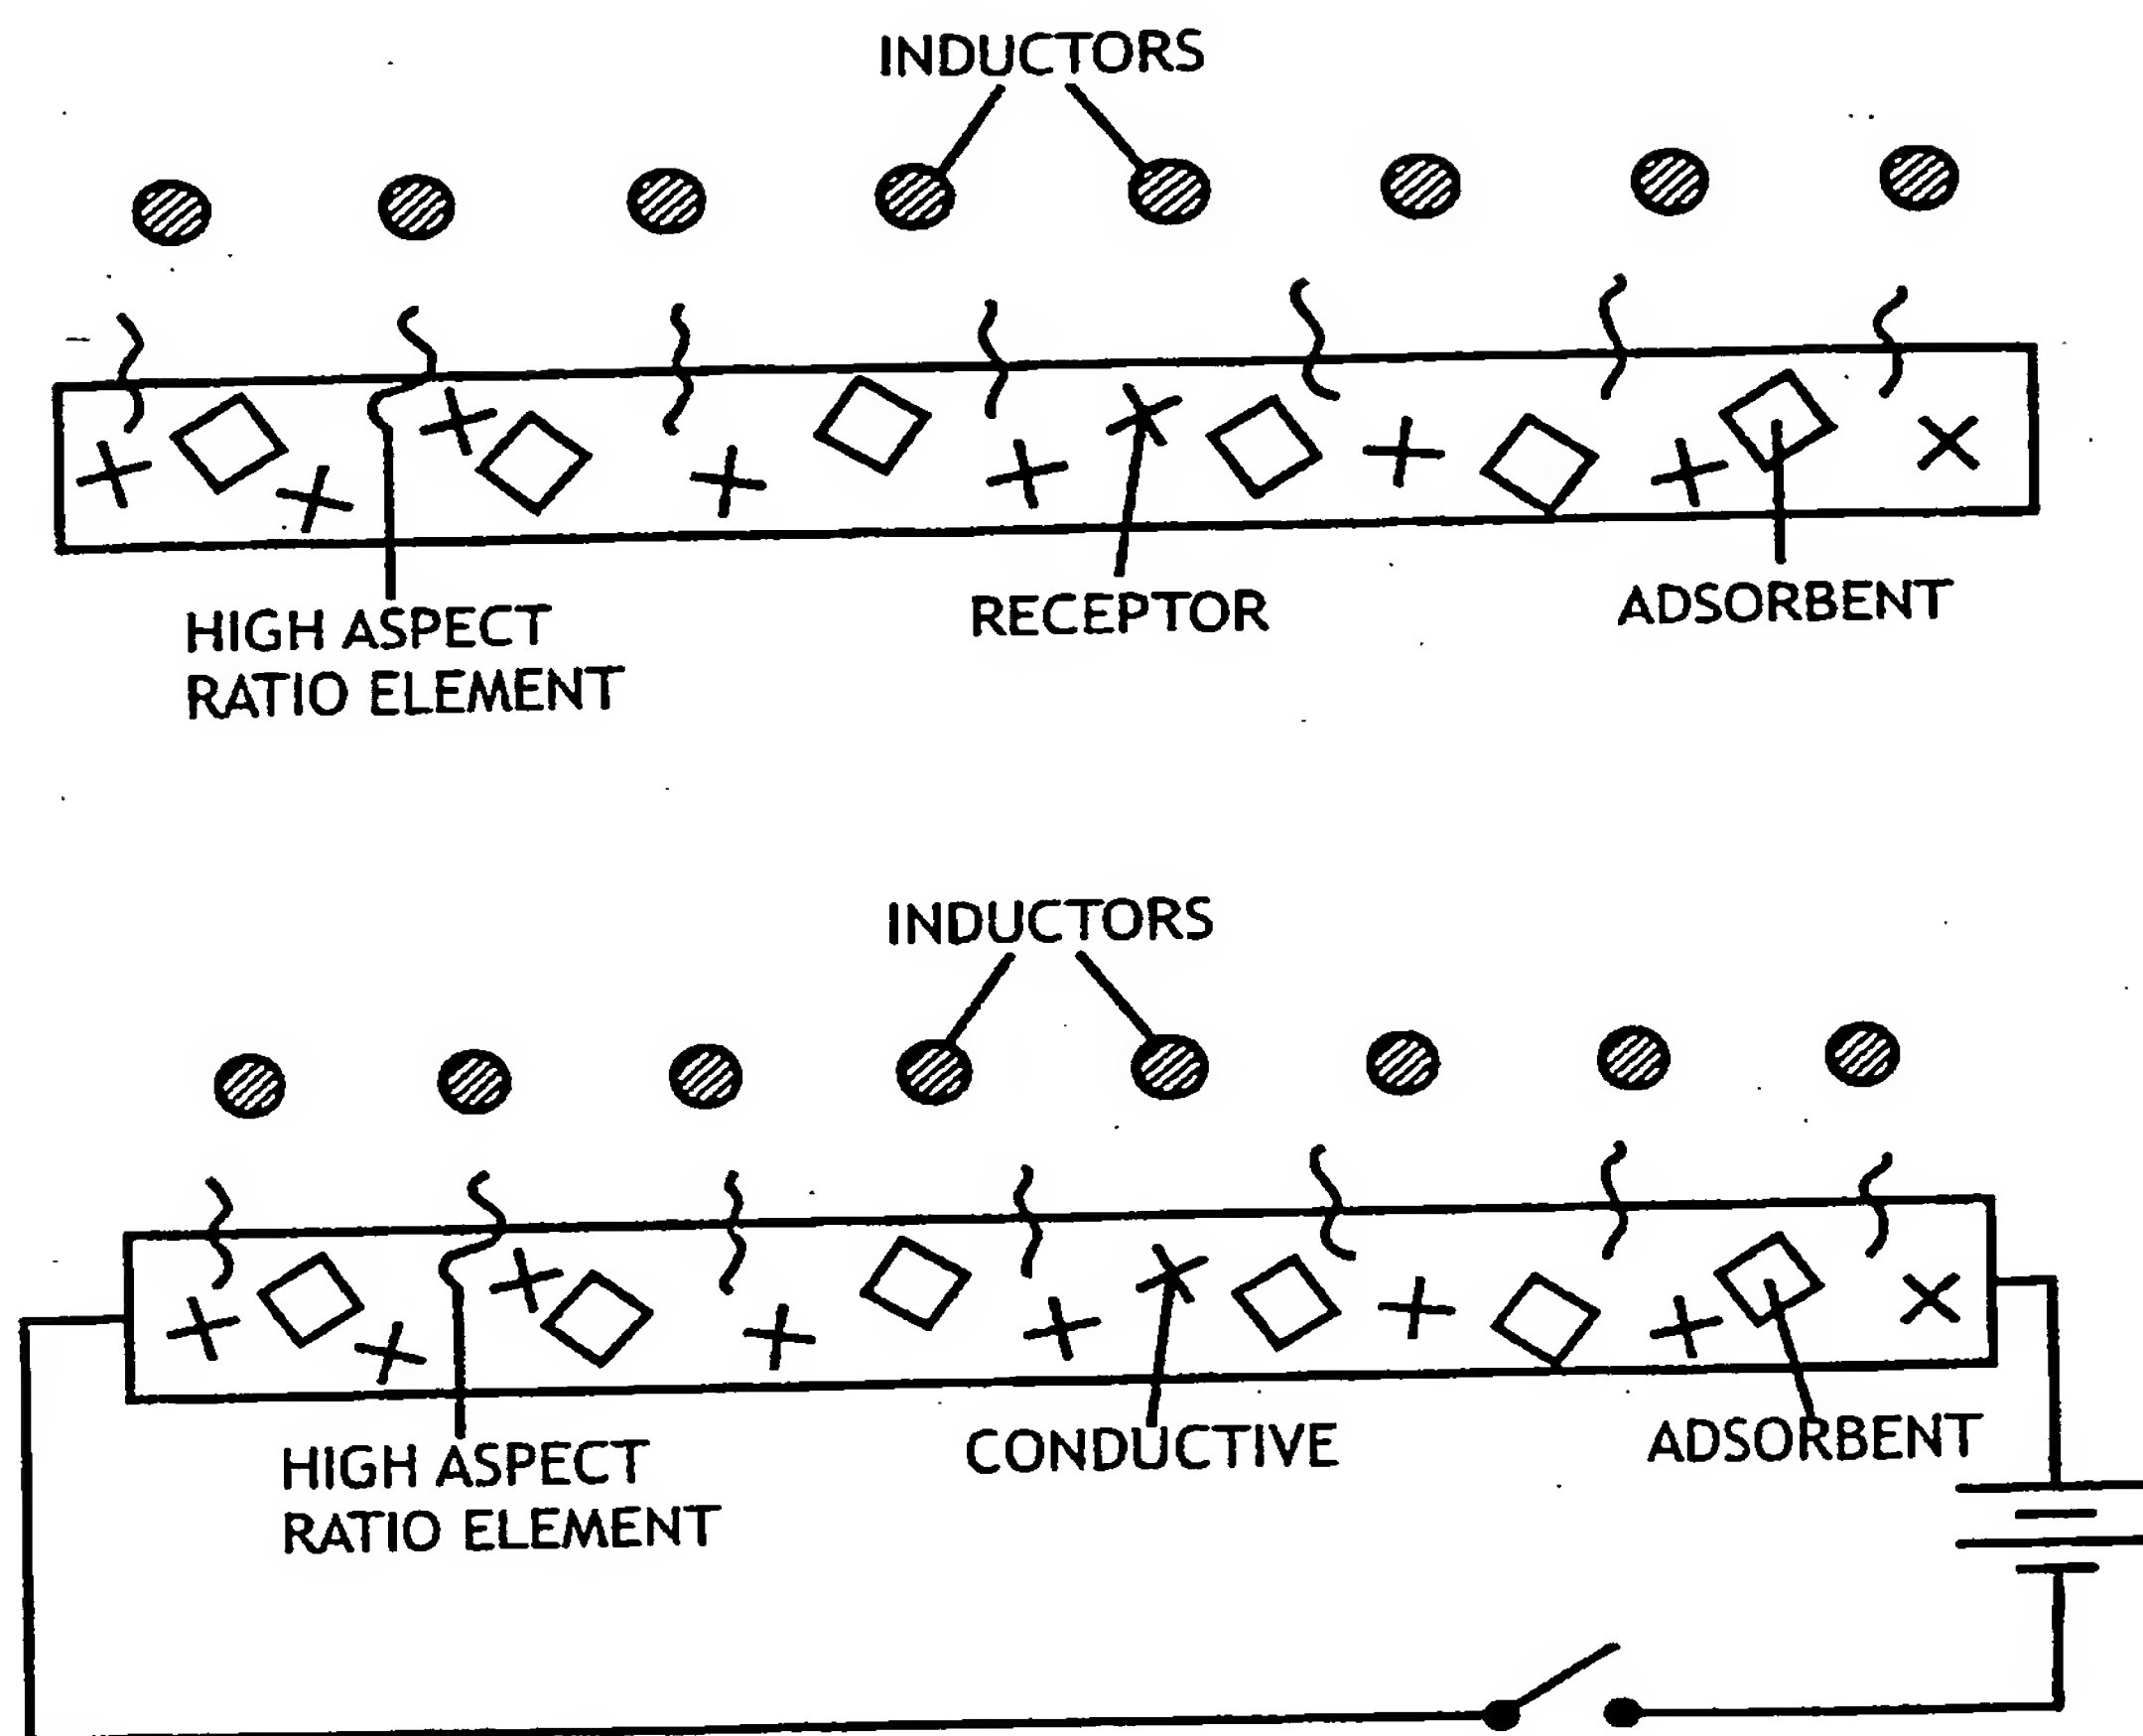 INDUCTORS
HIGH ASPECT
RATIO ELEMENT
RECEPTOR
ADSORBENT
INDUCTORS
HIGH ASPECT
RATIO ELEMENT
CONDUCTIVE
ADSORBENT